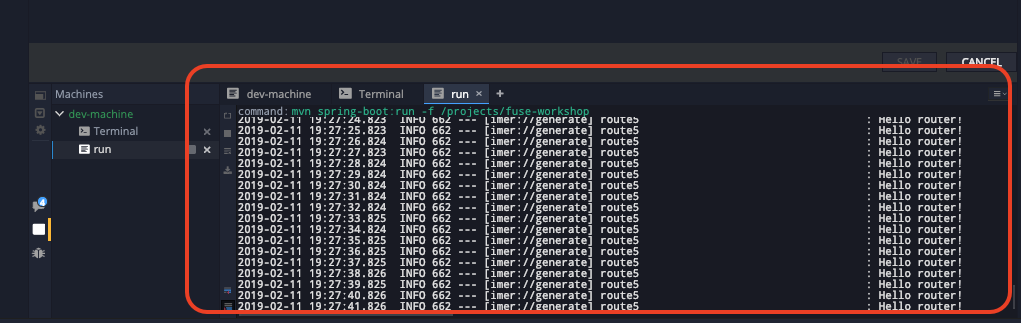 SAVE CANCEL
Machines
dev-machine
Terminal
run
4
dev-machine Terminal run
command: mvn spring-boot:run -f /projects/fuse-workshop
2019-02-11 19:27:24.823 INFO 662 --- [imer://generate] route5 : Hello router!
2019-02-11 19:27:25.823 INFO 662 --- [imer://generate] route5 : Hello router!
2019-02-11 19:27:26.824 INFO 662 --- [imer://generate] route5 : Hello router!
2019-02-11 19:27:27.823 INFO 662 --- [imer://generate] route5 : Hello router!
2019-02-11 19:27:28.824 INFO 662 --- [imer://generate] route5 : Hello router!
2019-02-11 19:27:29.824 INFO 662 --- [imer://generate] route5 : Hello router!
2019-02-11 19:27:30.824 INFO 662 --- [imer://generate] route5 : Hello router!
2019-02-11 19:27:31.824 INFO 662 --- [imer://generate] route5 : Hello router!
2019-02-11 19:27:32.824 INFO 662 --- [imer://generate] route5 : Hello router!
2019-02-11 19:27:33.825 INFO 662 --- [imer://generate] route5 : Hello router!
2019-02-11 19:27:34.824 INFO 662 --- [imer://generate] route5 : Hello router!
2019-02-11 19:27:35.825 INFO 662 --- [imer://generate] route5 : Hello router!
2019-02-11 19:27:36.825 INFO 662 --- [imer://generate] route5 : Hello router!
2019-02-11 19:27:37.825 INFO 662 --- [imer://generate] route5 : Hello router!
2019-02-11 19:27:38.826 INFO 662 --- [imer://generate] route5 : Hello router!
2019-02-11 19:27:39.825 INFO 662 --- [imer://generate] route5 : Hello router!
2019-02-11 19:27:40.826 INFO 662 --- [imer://generate] route5 : Hello router!
2019-02-11 19:27:41.826 INFO 662 --- [imer://generate] route5 : Hello router!